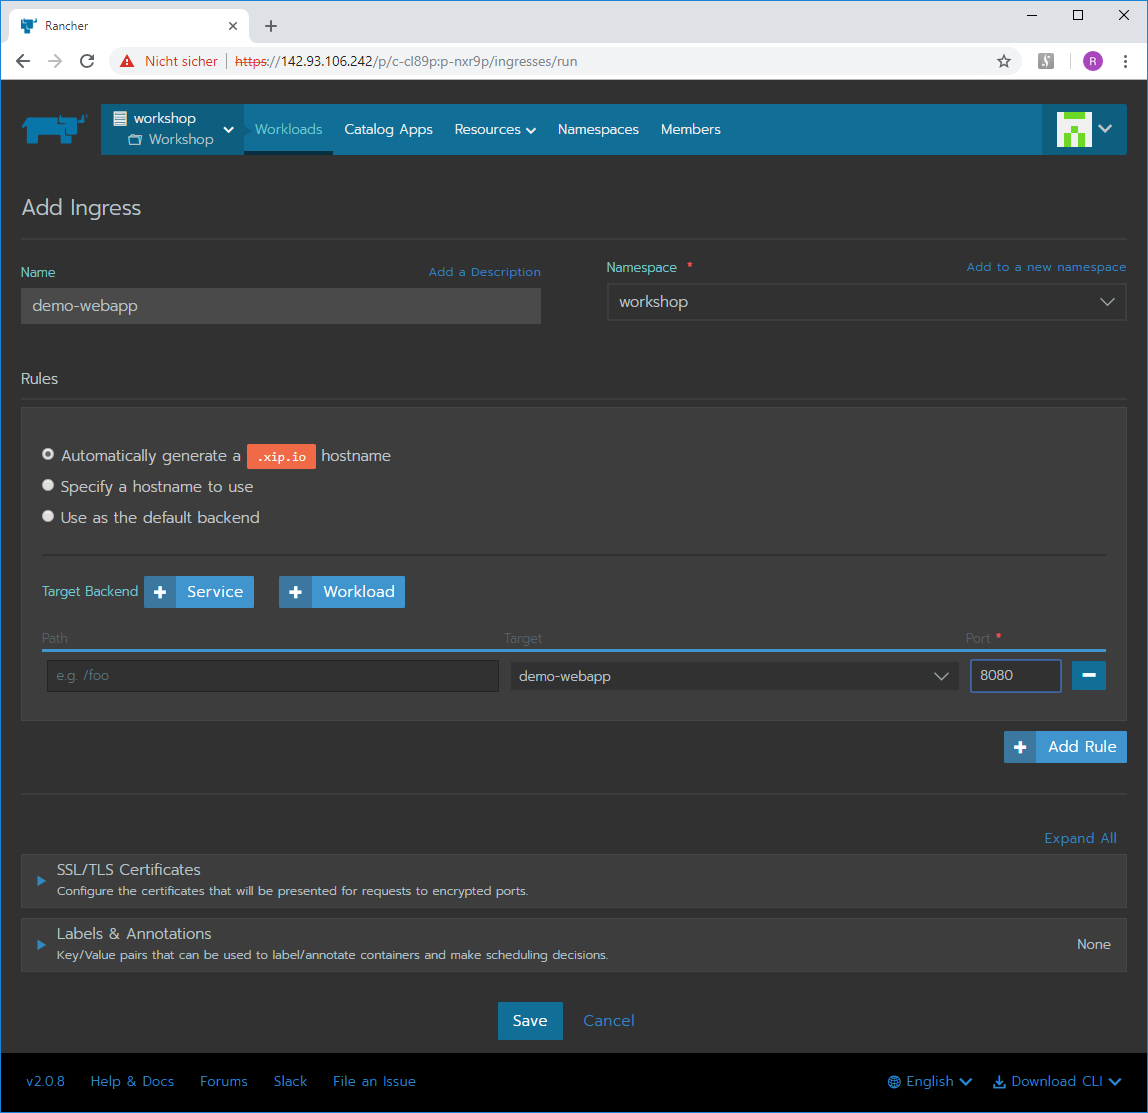 Rancher
Nicht sicher https://142.93.106.242/p/c-cl89p:p-nxr9p/ingresses/run R
workshop
Workshop
Workloads Catalog Apps Resources Namespaces Members
Add Ingress
Name Add a Description Namespace * Add to a new namespace
demo-webapp workshop
Rules
Automatically generate a .xip.io hostname
Specify a hostname to use
Use as the default backend
Target Backend + Service + Workload
Path Target Port *
e.g. /foo demo-webapp 8080
+ Add Rule
Expand All
SSL/TLS Certificates
Configure the certificates that will be presented for requests to encrypted ports.
Labels & Annotations
Key/Value pairs that can be used to label/annotate containers and make scheduling decisions.
None
Save Cancel
v2.0.8 Help & Docs Forums Slack File an Issue English Download CLI